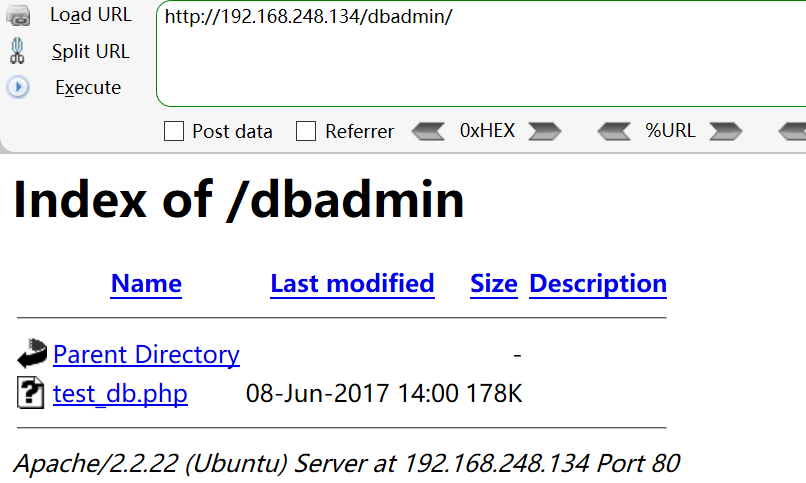 Load URL
http://192.168.248.134/dbadmin/
Split URL
Execute
Post data Referrer 0xHEX %URL
Index of /dbadmin
Name Last modified Size Description
Parent Directory -
test_db.php 08-Jun-2017 14:00 178K
Apache/2.2.22 (Ubuntu) Server at 192.168.248.134 Port 80